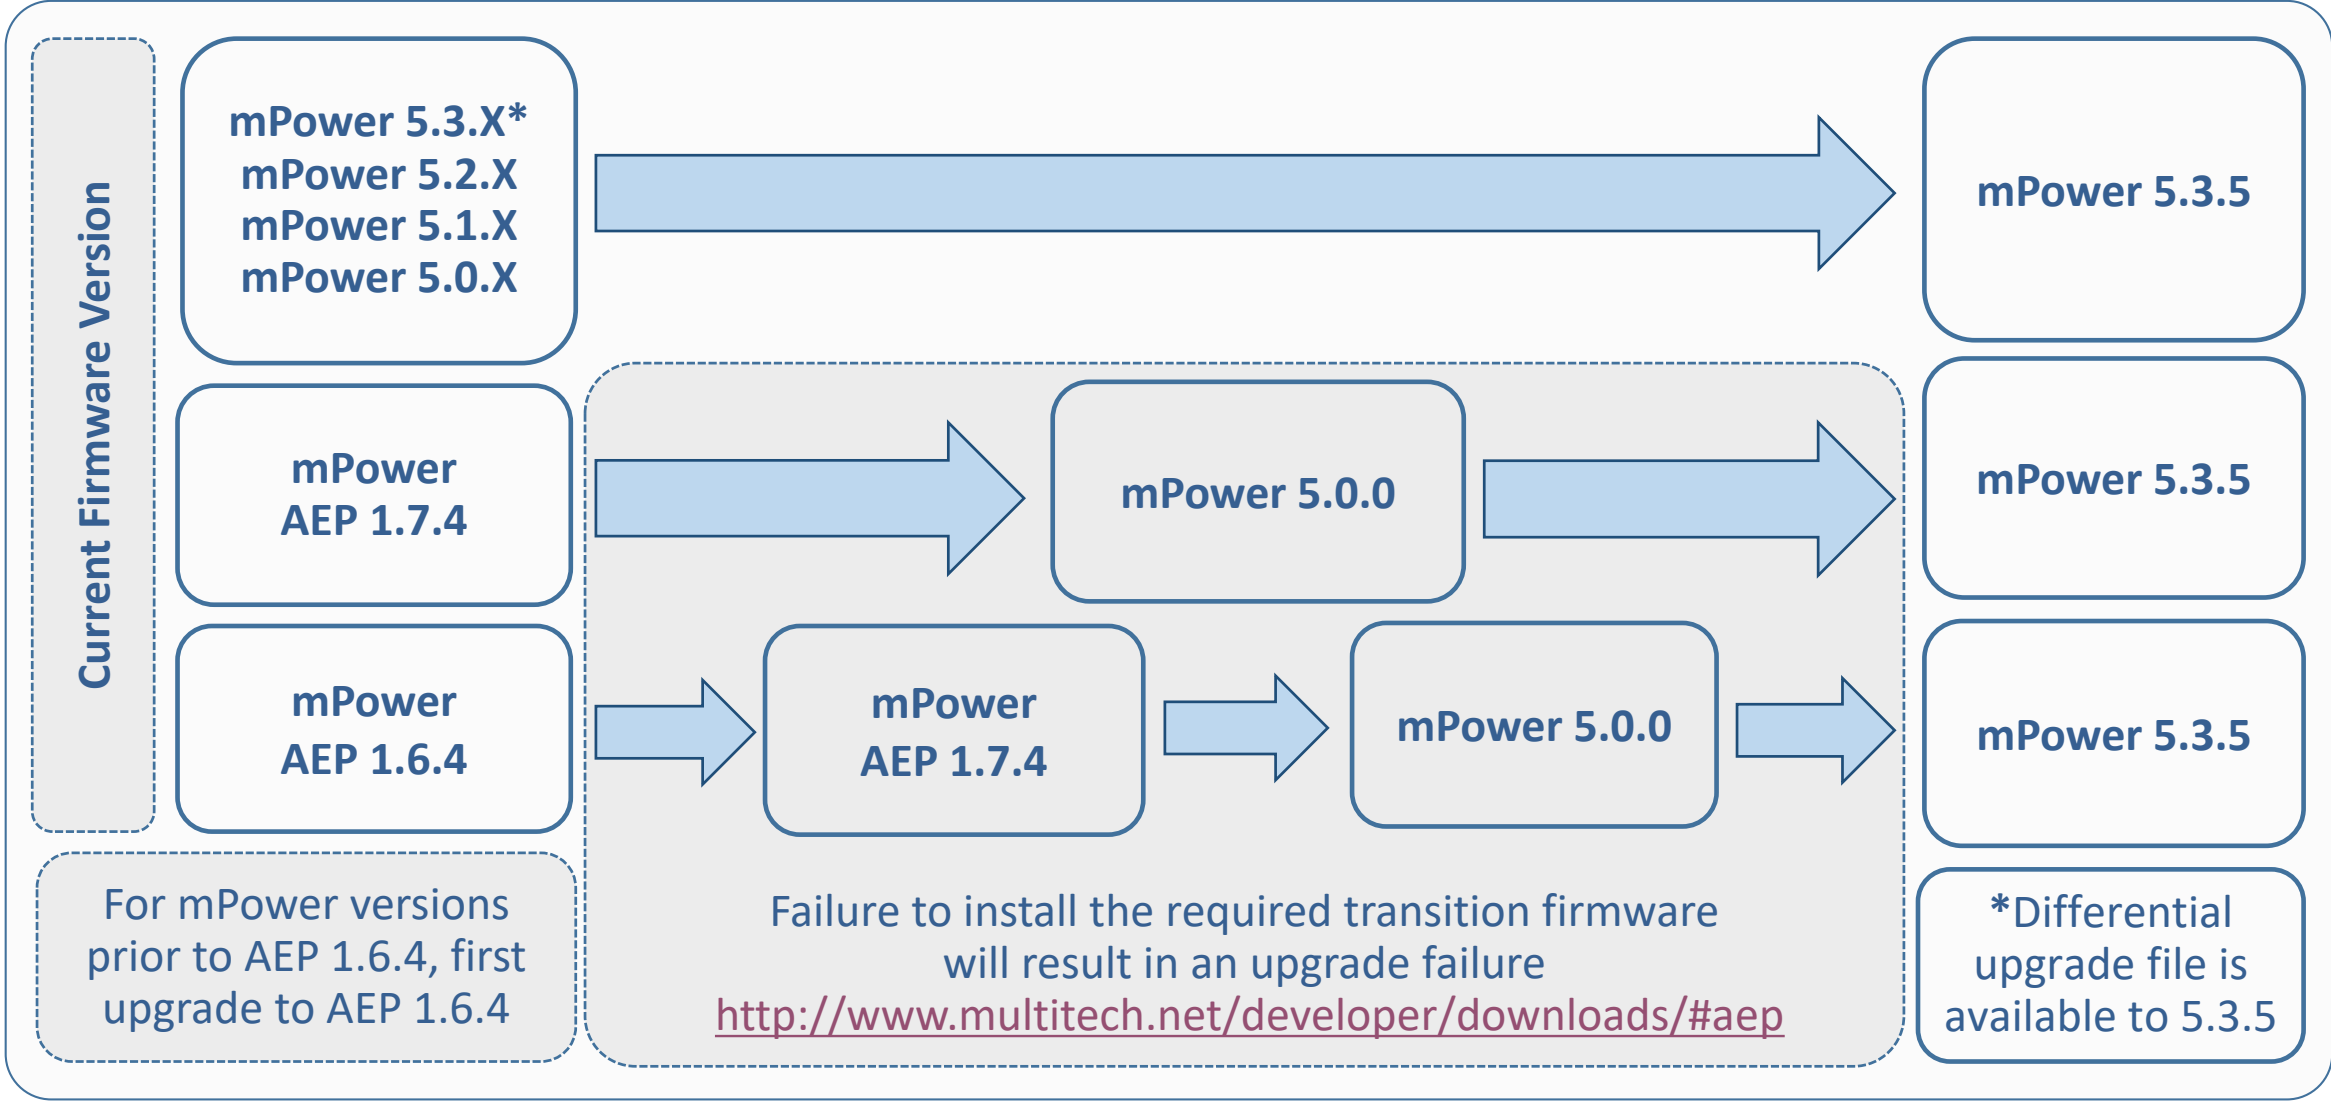 Current Firmware Version
mPower 5.3.X*
mPower 5.2.X
mPower 5.1.X
mPower 5.0.X
mPower 5.3.5
mPower
AEP 1.7.4
mPower 5.0.0
mPower 5.3.5
mPower
AEP 1.6.4
mPower
AEP 1.7.4
mPower 5.0.0
mPower 5.3.5
For mPower versions
prior to AEP 1.6.4, first
upgrade to AEP 1.6.4
Failure to install the required transition firmware
will result in an upgrade failure
http://www.multitech.net/developer/downloads/#aep
*Differential
upgrade file is
available to 5.3.5